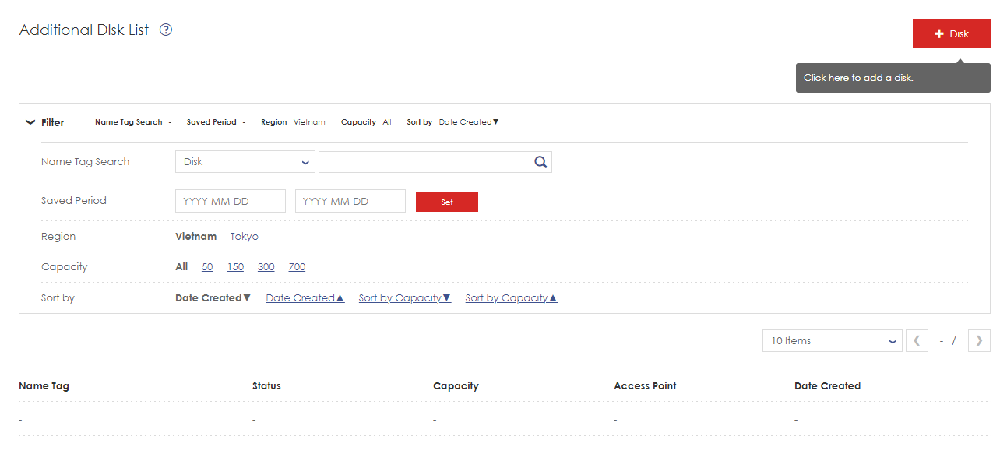 Additional DIsk List ?
+ Disk
Click here to add a disk.
Filter Name Tag Search - Saved Period - Region Vietnam Capacity All Sort by Date Created▼
Name Tag Search Disk
Saved Period YYYY-MM-DD - YYYY-MM-DD Set
Region Vietnam Tokyo
Capacity All 50 150 300 700
Sort by Date Created▼ Date Created▲ Sort by Capacity▼ Sort by Capacity▲
10 Items ❮ - / ❯
Name Tag Status Capacity Access Point Date Created
- - - - -